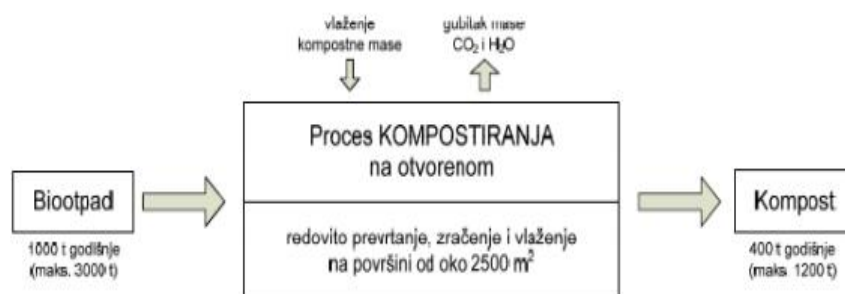 vlaženje
kompostne mase
gubitak mase
CO₂ i H₂O
Proces KOMPOSTIRANJA
na otvorenom
Biootpad
1000 t godišnje
(maks. 3000 t)
redovito prevrtanje, zračenje i vlaženje
na površini od oko 2500 m²
Kompost
400 t godišnje
(maks 1200 t)